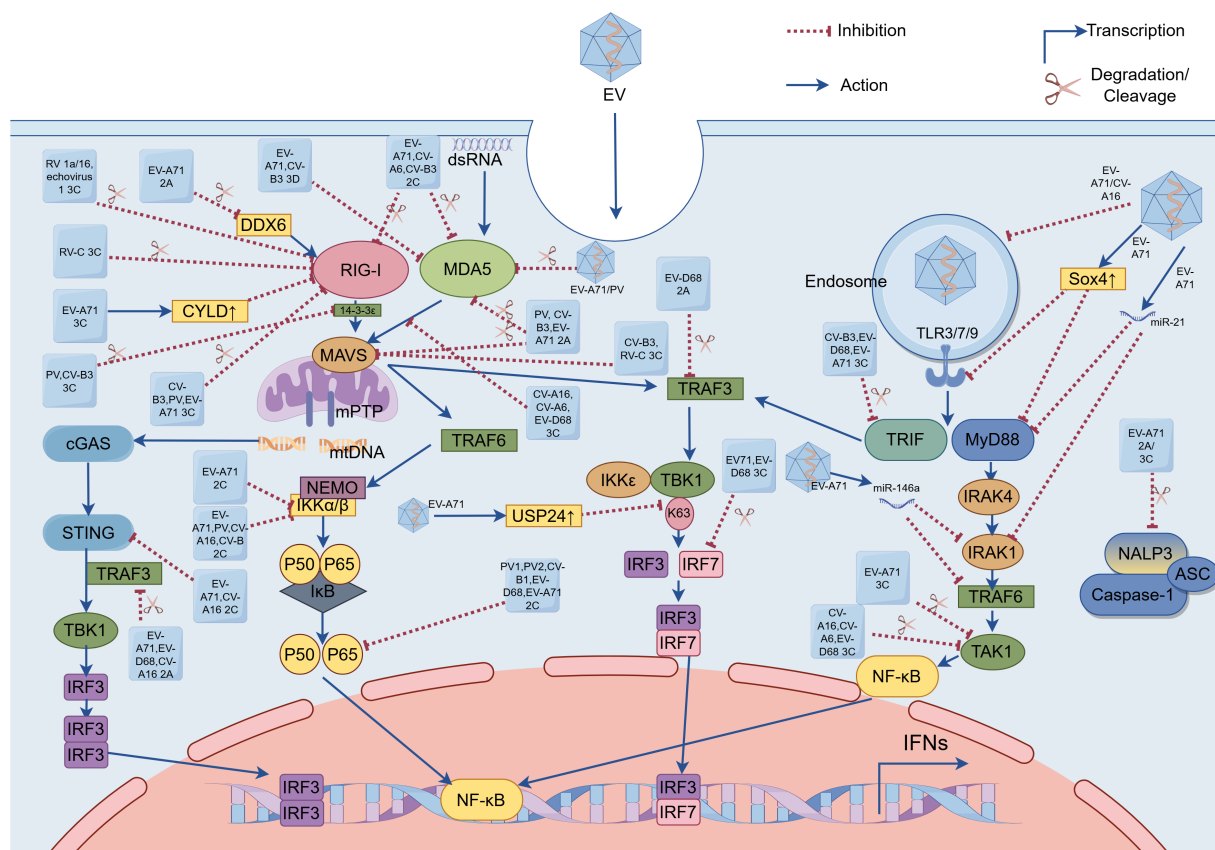 Inhibition
Transcription
EV
Action
Degradation/
Cleavage
RV 1a/16,
echovirus
1 3C
EV-A71
2A
EV-
A71,CV-
B3 3D
EV-
A71,CV-
A6,CV-B3
2C
dsRNA
EV-
A71/CV-
A16
DDX6
RV-C 3C
RIG-I
MDA5
EV-A71/PV
EV-D68
2A
Endosome
EV-
A71
Sox4↑
EV-
A71
EV-A71
3C
CYLD↑
14-3-3ε
PV, CV-
B3,EV-
A71 2A
TLR3/7/9
miR-21
PV,CV-B3
3C
CV-
B3,PV,EV-
A71 3C
MAVS
CV-B3,
RV-C 3C
CV-B3,EV-
D68,EV-
A71 3C
mPTP
CV-A16,
CV-A6,
EV-D68
3C
TRAF3
cGAS
mtDNA
TRAF6
TRIF
MyD88
EV-A71
2A/
3C
EV-A71
2C
NEMO
IKKα/β
IKKε
TBK1
EV71,EV-
D68 3C
EV-A71
miR-146a
IRAK4
EV-
A71,PV,CV-
A16,CV-B
2C
EV-A71
USP24↑
K63
STING
IRAK1
NALP3
ASC
Caspase-1
P50
P65
IκB
IRF3
IRF7
PV1,PV2,CV-
B1,EV-
D68,EV-A71
2C
TRAF3
EV-
A71,CV-
A16 2C
EV-A71
3C
TRAF6
TBK1
EV-
A71,EV-
D68,CV-
A16 2A
P50
P65
IRF3
IRF7
CV-
A16,CV-
A6,EV-
D68 3C
TAK1
NF-κB
IRF3
IRF3
IRF3
IFNs
IRF3
IRF3
NF-κB
IRF3
IRF7